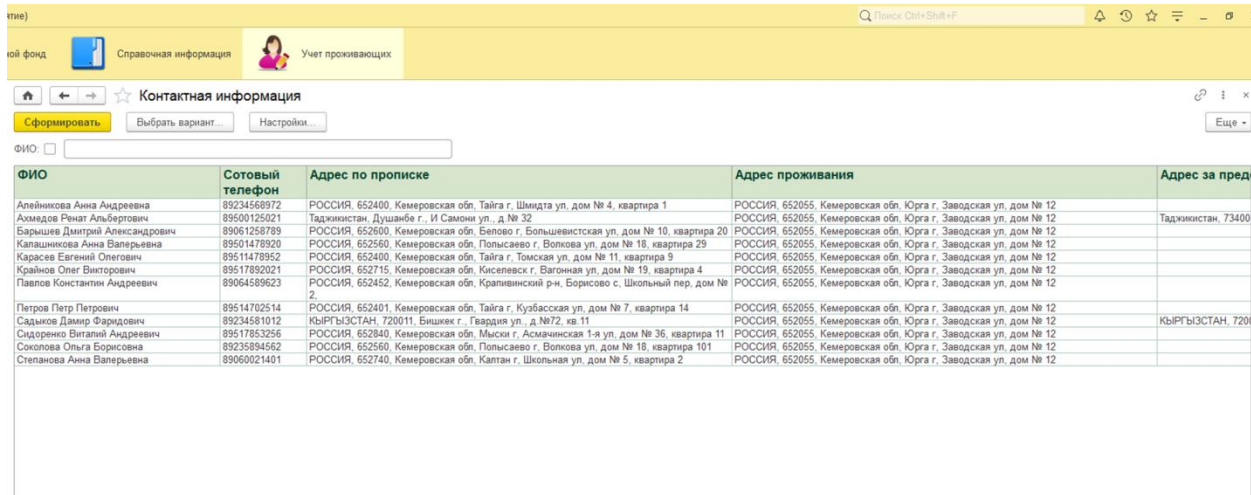 ятие)
Поиск Ctrl+Shift+F
ной фонд
Справочная информация
Учет проживающих
Контактная информация
Сформировать
Выбрать вариант...
Настройки...
Еще
ФИО:
ФИО Сотовый телефон Адрес по прописке Адрес проживания Адрес за преде
Алейникова Анна Андреевна 89234568972 РОССИЯ, 652400, Кемеровская обл, Тайга г, Шмидта ул, дом № 4, квартира 1 РОССИЯ, 652055, Кемеровская обл, Юрга г, Заводская ул, дом № 12
Ахмедов Ренат Альбертович 89500125021 Таджикистан, Душанбе г., И Самони ул., д.№ 32 РОССИЯ, 652055, Кемеровская обл, Юрга г, Заводская ул, дом № 12 Таджикистан, 73400
Барышев Дмитрий Александрович 89061258789 РОССИЯ, 652600, Кемеровская обл, Белово г, Большевистская ул, дом № 10, квартира 20 РОССИЯ, 652055, Кемеровская обл, Юрга г, Заводская ул, дом № 12
Калашникова Анна Валерьевна 89501478920 РОССИЯ, 652560, Кемеровская обл, Полысаево г, Волкова ул, дом № 18, квартира 29 РОССИЯ, 652055, Кемеровская обл, Юрга г, Заводская ул, дом № 12
Карасев Евгений Олегович 89511478952 РОССИЯ, 652400, Кемеровская обл, Тайга г, Томская ул, дом № 11, квартира 9 РОССИЯ, 652055, Кемеровская обл, Юрга г, Заводская ул, дом № 12
Крайнов Олег Викторович 89517892021 РОССИЯ, 652715, Кемеровская обл, Киселевск г, Вагонная ул, дом № 19, квартира 4 РОССИЯ, 652055, Кемеровская обл, Юрга г, Заводская ул, дом № 12
Павлов Константин Андреевич 89064589623 РОССИЯ, 652452, Кемеровская обл, Крапивинский р-н, Борисово с, Школьный пер, дом № 2, РОССИЯ, 652055, Кемеровская обл, Юрга г, Заводская ул, дом № 12
Петров Петр Петрович 89514702514 РОССИЯ, 652401, Кемеровская обл, Тайга г, Кузбасская ул, дом № 7, квартира 14 РОССИЯ, 652055, Кемеровская обл, Юрга г, Заводская ул, дом № 12
Садыков Дамир Фаридович 89234581012 КЫРГЫЗСТАН, 720011, Бишкек г., Гвардия ул., д.№72, кв.11 РОССИЯ, 652055, Кемеровская обл, Юрга г, Заводская ул, дом № 12 КЫРГЫЗСТАН, 720
Сидоренко Виталий Андреевич 89517853256 РОССИЯ, 652840, Кемеровская обл, Мыски г, Асмачинская 1-я ул, дом № 36, квартира 11 РОССИЯ, 652055, Кемеровская обл, Юрга г, Заводская ул, дом № 12
Соколова Ольга Борисовна 89235894562 РОССИЯ, 652560, Кемеровская обл, Полысаево г, Волкова ул, дом № 18, квартира 101 РОССИЯ, 652055, Кемеровская обл, Юрга г, Заводская ул, дом № 12
Степанова Анна Валерьевна 89060021401 РОССИЯ, 652740, Кемеровская обл, Калтан г, Школьная ул, дом № 5, квартира 2 РОССИЯ, 652055, Кемеровская обл, Юрга г, Заводская ул, дом № 12